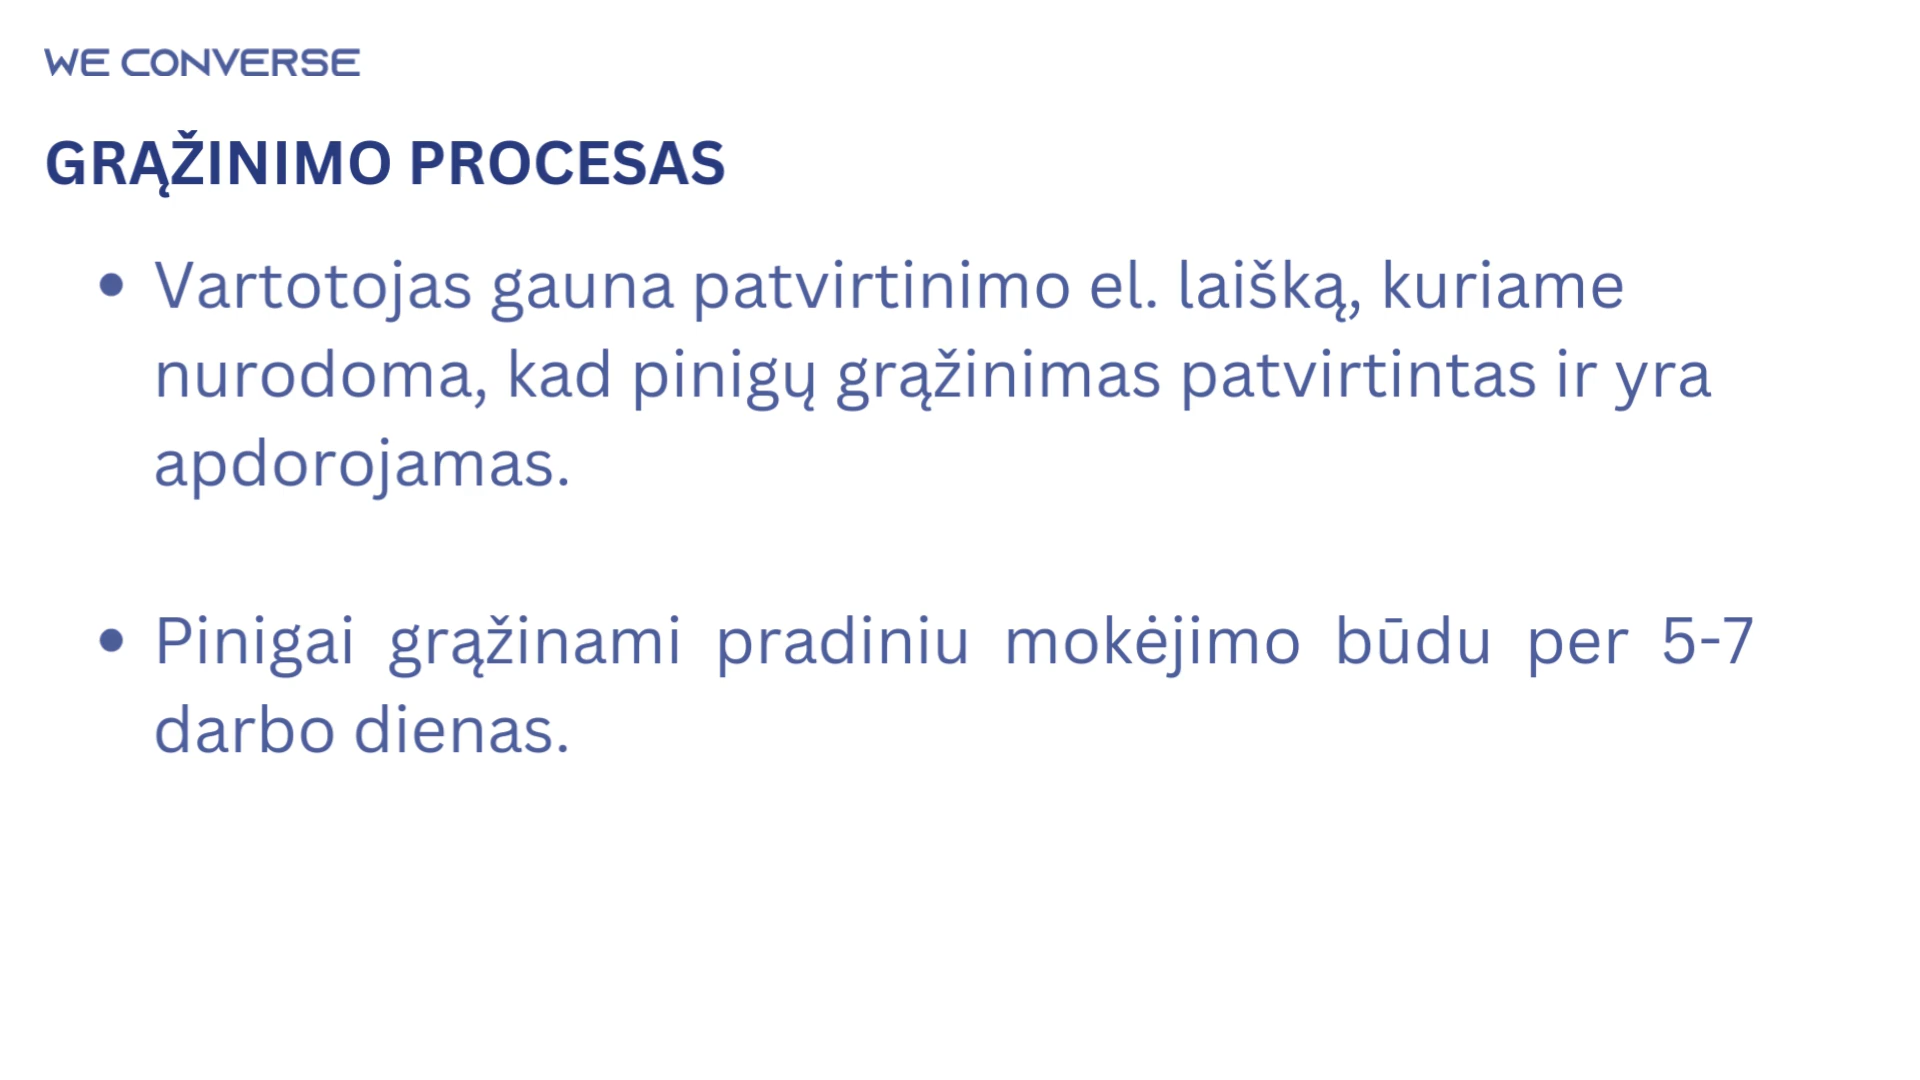 WE CONVERSE
GRĄŽINIMO PROCESAS
• Vartotojas gauna patvirtinimo el. laišką, kuriame
nurodoma, kad pinigų grąžinimas patvirtintas ir yra
apdorojamas.
• Pinigai grąžinami pradiniu mokėjimo būdu per 5-7
darbo dienas.